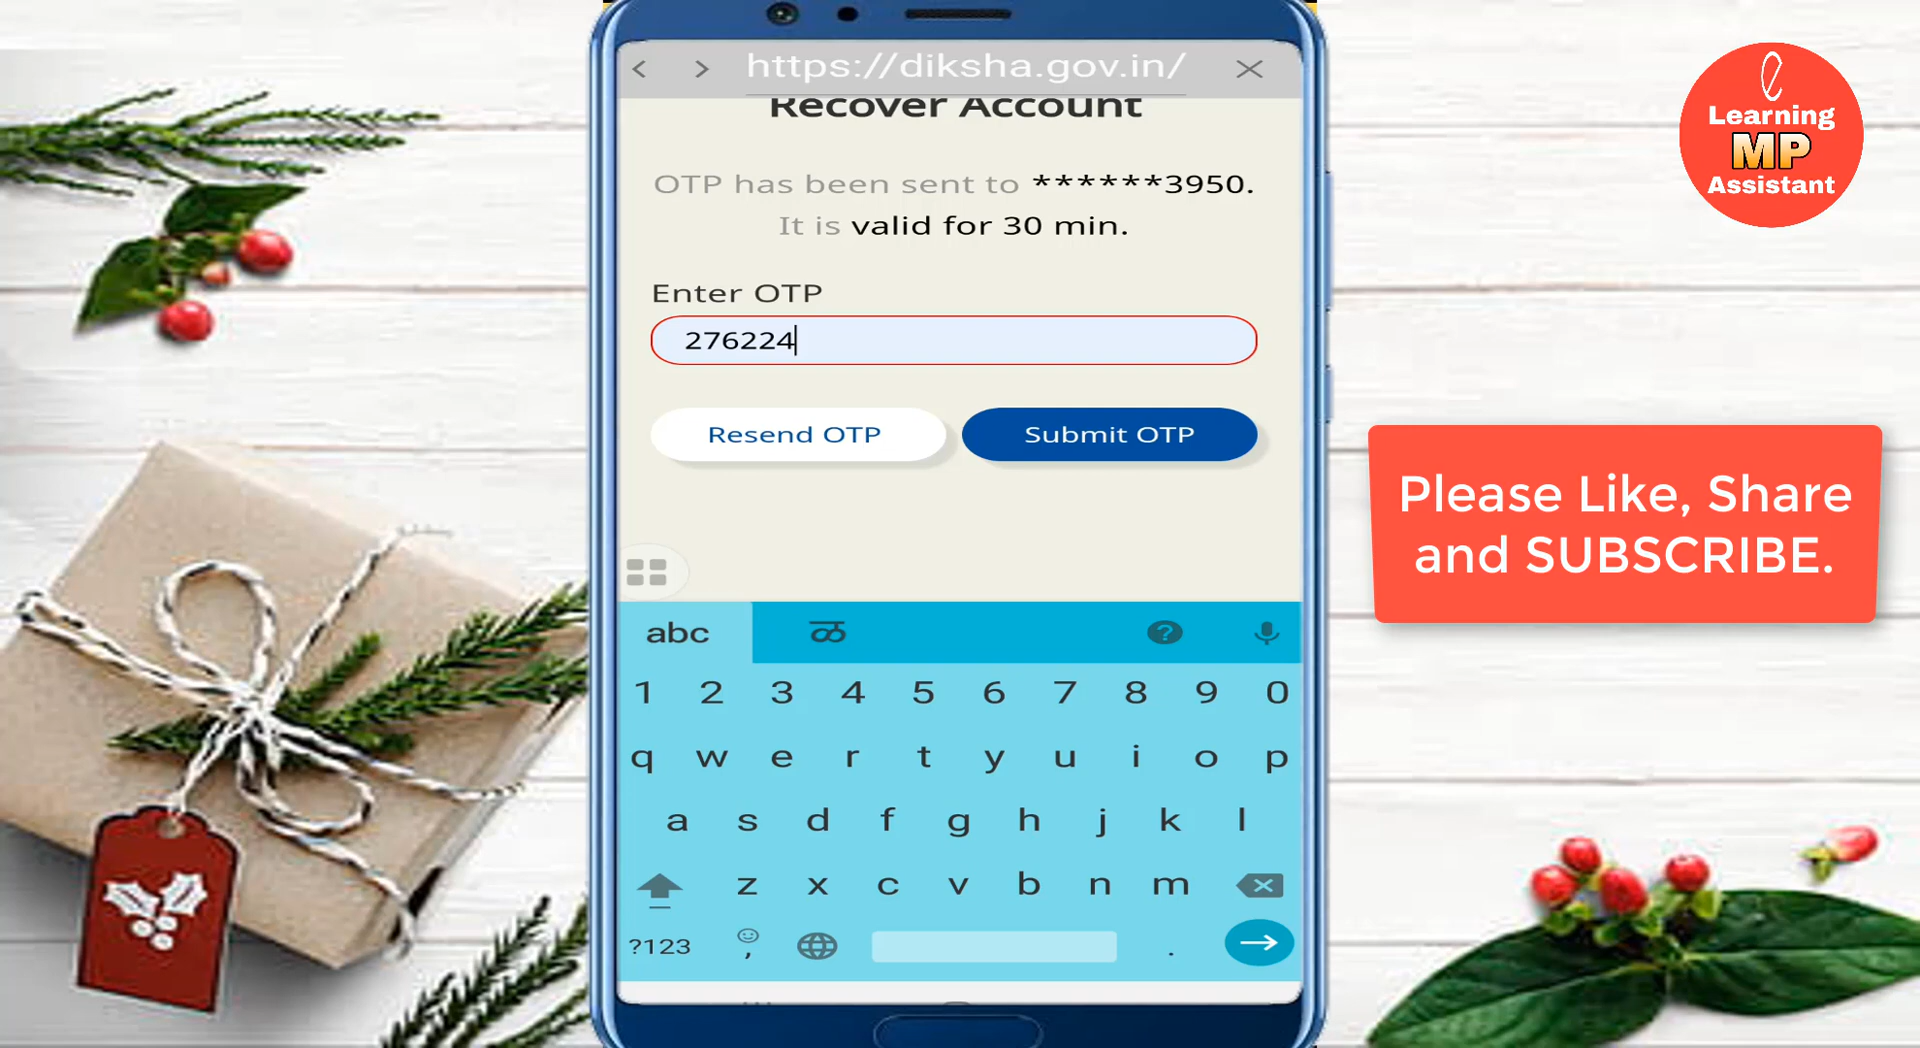 https://diksha.gov.in/
Recover Account
OTP has been sent to ******3950.
It is valid for 30 min.
Enter OTP
276224
Resend OTP
Submit OTP
abc
ळ
?
1 2 3 4 5 6 7 8 9 0
q w e r t y u i o p
a s d f g h j k l
z x c v b n m
?123 , .
l
Learning
MP
Assistant
Please Like, Share
and SUBSCRIBE.